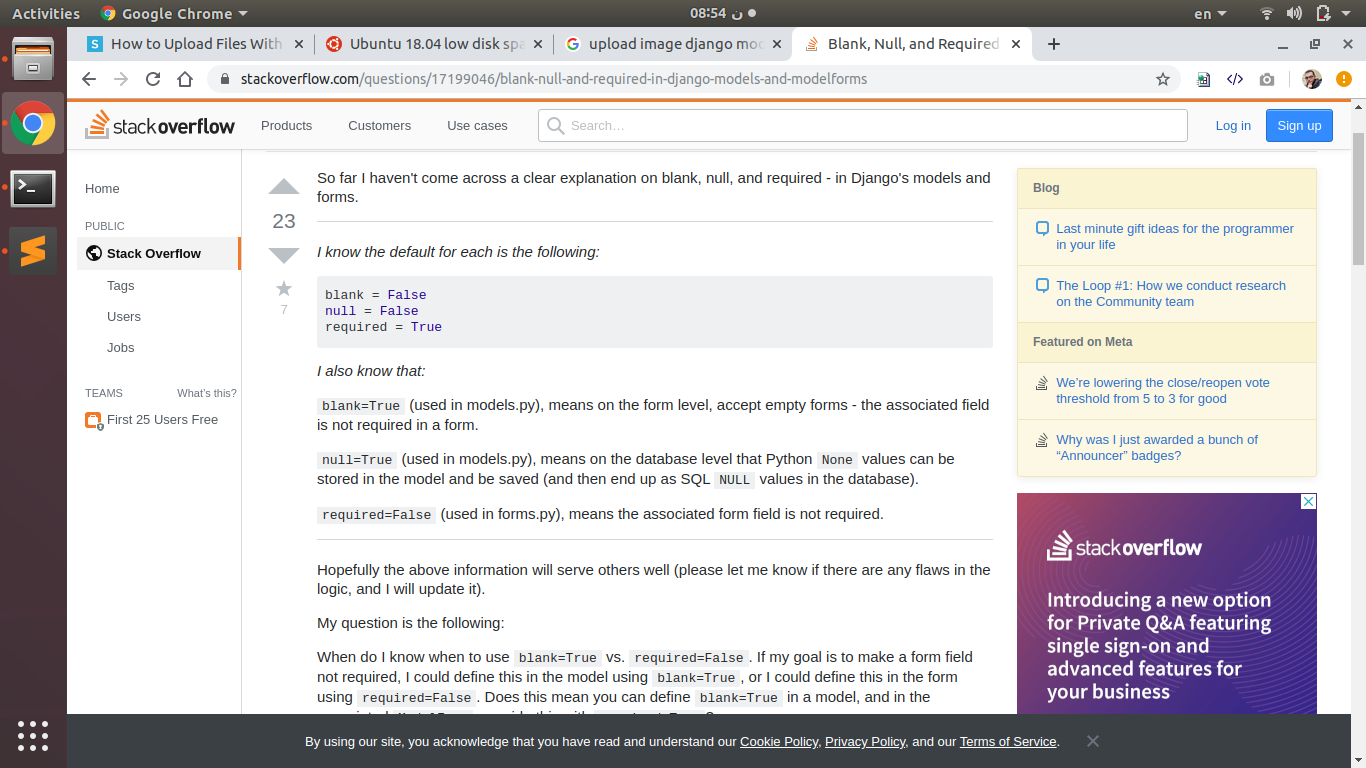 Activities
Google Chrome
ن 08:54
en
How to Upload Files With
Ubuntu 18.04 low disk spa
upload image django mo
Blank, Null, and Required
stackoverflow.com/questions/17199046/blank-null-and-required-in-django-models-and-modelforms
stackoverflow
Products
Customers
Use cases
Search…
Log in
Sign up
Home
PUBLIC
Stack Overflow
Tags
Users
Jobs
TEAMS
What's this?
First 25 Users Free
23
7
So far I haven't come across a clear explanation on blank, null, and required - in Django's models and
forms.
I know the default for each is the following:
blank = False
null = False
required = True
I also know that:
blank=True (used in models.py), means on the form level, accept empty forms - the associated field
is not required in a form.
null=True (used in models.py), means on the database level that Python None values can be
stored in the model and be saved (and then end up as SQL NULL values in the database).
required=False (used in forms.py), means the associated form field is not required.
Hopefully the above information will serve others well (please let me know if there are any flaws in the
logic, and I will update it).
My question is the following:
When do I know when to use blank=True vs. required=False. If my goal is to make a form field
not required, I could define this in the model using blank=True, or I could define this in the form
using required=False. Does this mean you can define blank=True in a model, and in the
Blog
Last minute gift ideas for the programmer
in your life
The Loop #1: How we conduct research
on the Community team
Featured on Meta
We're lowering the close/reopen vote
threshold from 5 to 3 for good
Why was I just awarded a bunch of
“Announcer” badges?
stackoverflow
Introducing a new option
for Private Q&A featuring
single sign-on and
advanced features for
your business
By using our site, you acknowledge that you have read and understand our Cookie Policy, Privacy Policy, and our Terms of Service.